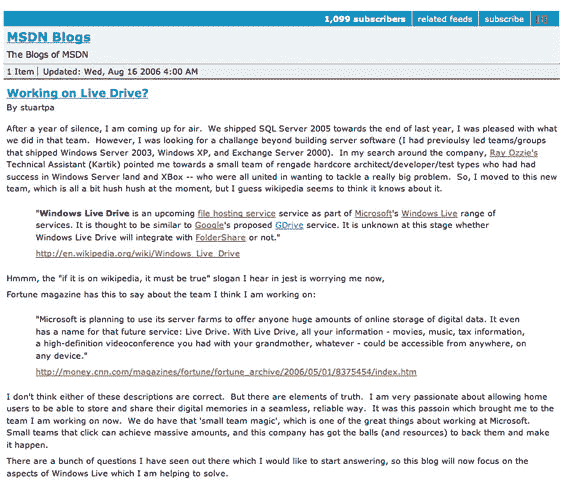 1,099 subscribers | related feeds | subscribe
MSDN Blogs
The Blogs of MSDN
1 Item | Updated: Wed, Aug 16 2006 4:00 AM
Working on Live Drive?
By stuartpa
After a year of silence, I am coming up for air. We shipped SQL Server 2005 towards the end of last year, I was pleased with what
we did in that team. However, I was looking for a challange beyond building server software (I had previoulsy led teams/groups
that shipped Windows Server 2003, Windows XP, and Exchange Server 2000). In my search around the company, Ray Ozzie's
Technical Assistant (Kartik) pointed me towards a small team of rengade hardcore architect/developer/test types who had had
success in Windows Server land and XBox -- who were all united in wanting to tackle a really big problem. So, I moved to this new
team, which is all a bit hush hush at the moment, but I guess wikipedia seems to think it knows about it.
"Windows Live Drive is an upcoming file hosting service service as part of Microsoft's Windows Live range of
services. It is thought to be similar to Google's proposed GDrive service. It is unknown at this stage whether
Windows Live Drive will integrate with FolderShare or not."
http://en.wikipedia.org/wiki/Windows_Live_Drive
Hmmm, the "if it is on wikipedia, it must be true" slogan I hear in jest is worrying me now,
Fortune magazine has this to say about the team I think I am working on:
"Microsoft is planning to use its server farms to offer anyone huge amounts of online storage of digital data. It even
has a name for that future service: Live Drive. With Live Drive, all your information - movies, music, tax information,
a high-definition videoconference you had with your grandmother, whatever - could be accessible from anywhere, on
any device."
http://money.cnn.com/magazines/fortune/fortune_archive/2006/05/01/8375454/index.htm
I don't think either of these descriptions are correct. But there are elements of truth. I am very passionate about allowing home
users to be able to store and share their digital memories in a seamless, reliable way. It was this passoin which brought me to the
team I am working on now. We do have that 'small team magic', which is one of the great things about working at Microsoft.
Small teams that click can achieve massive amounts, and this company has got the balls (and resources) to back them and make
it happen.
There are a bunch of questions I have seen out there which I would like to start answering, so this blog will now focus on the
aspects of Windows Live which I am helping to solve.